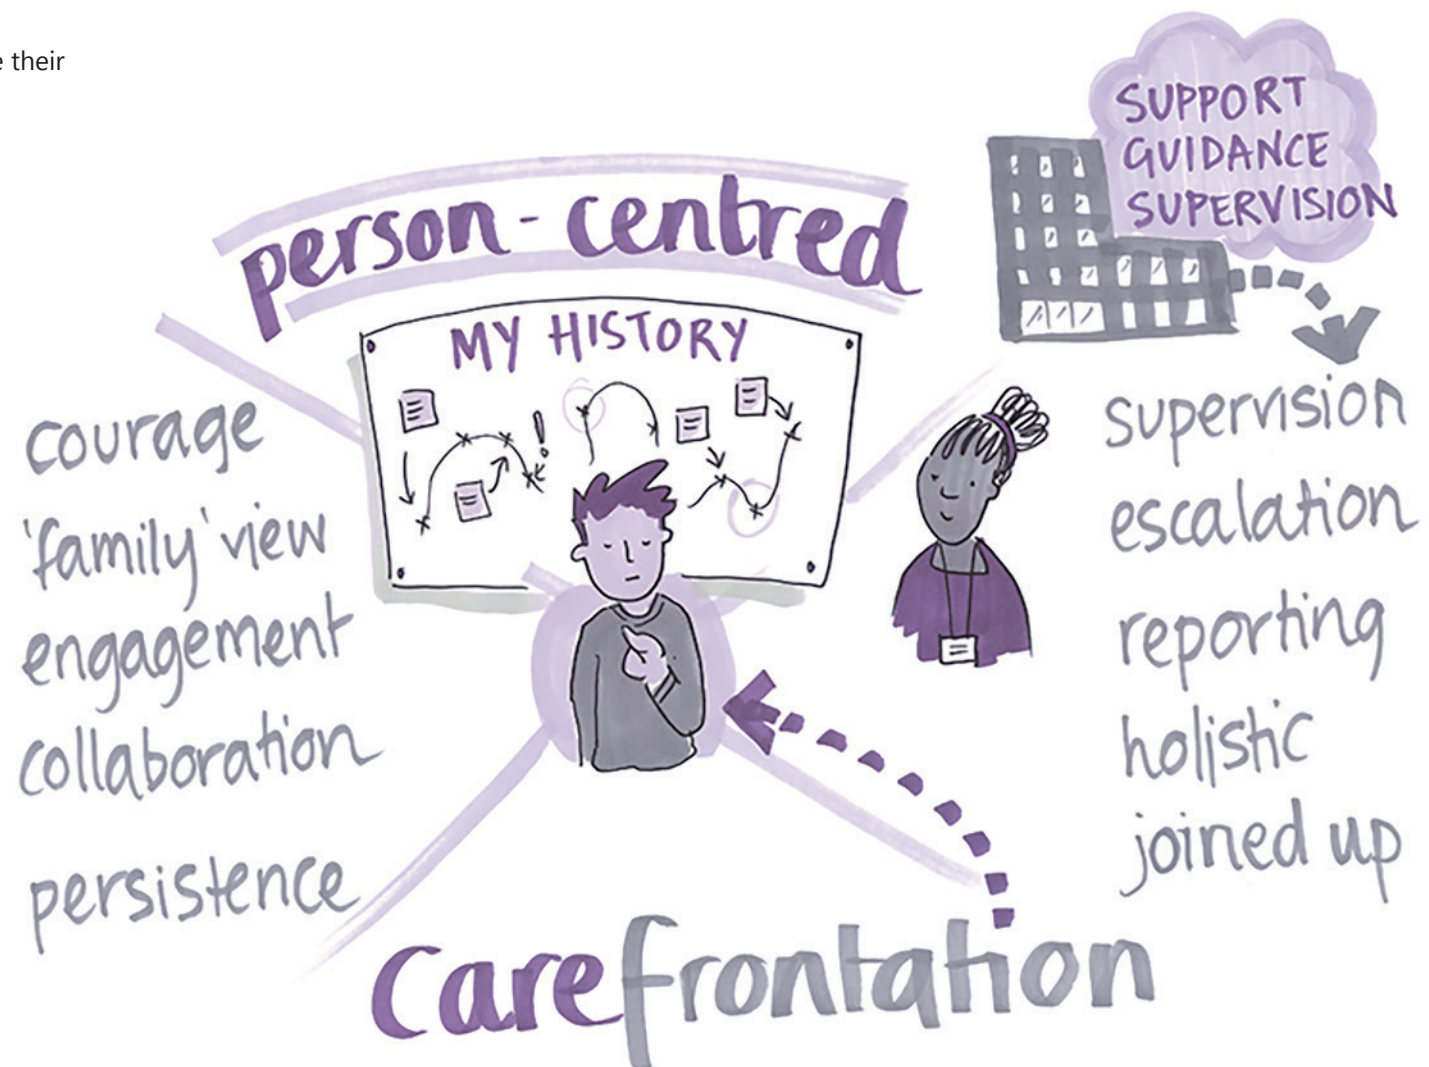 e their
SUPPORT
GUIDANCE
SUPERVISION
person-centred
MY HISTORY
!
courage
'family' view
engagement
collaboration
persistence
supervision
escalation
reporting
holistic
joined up
Carefrontation